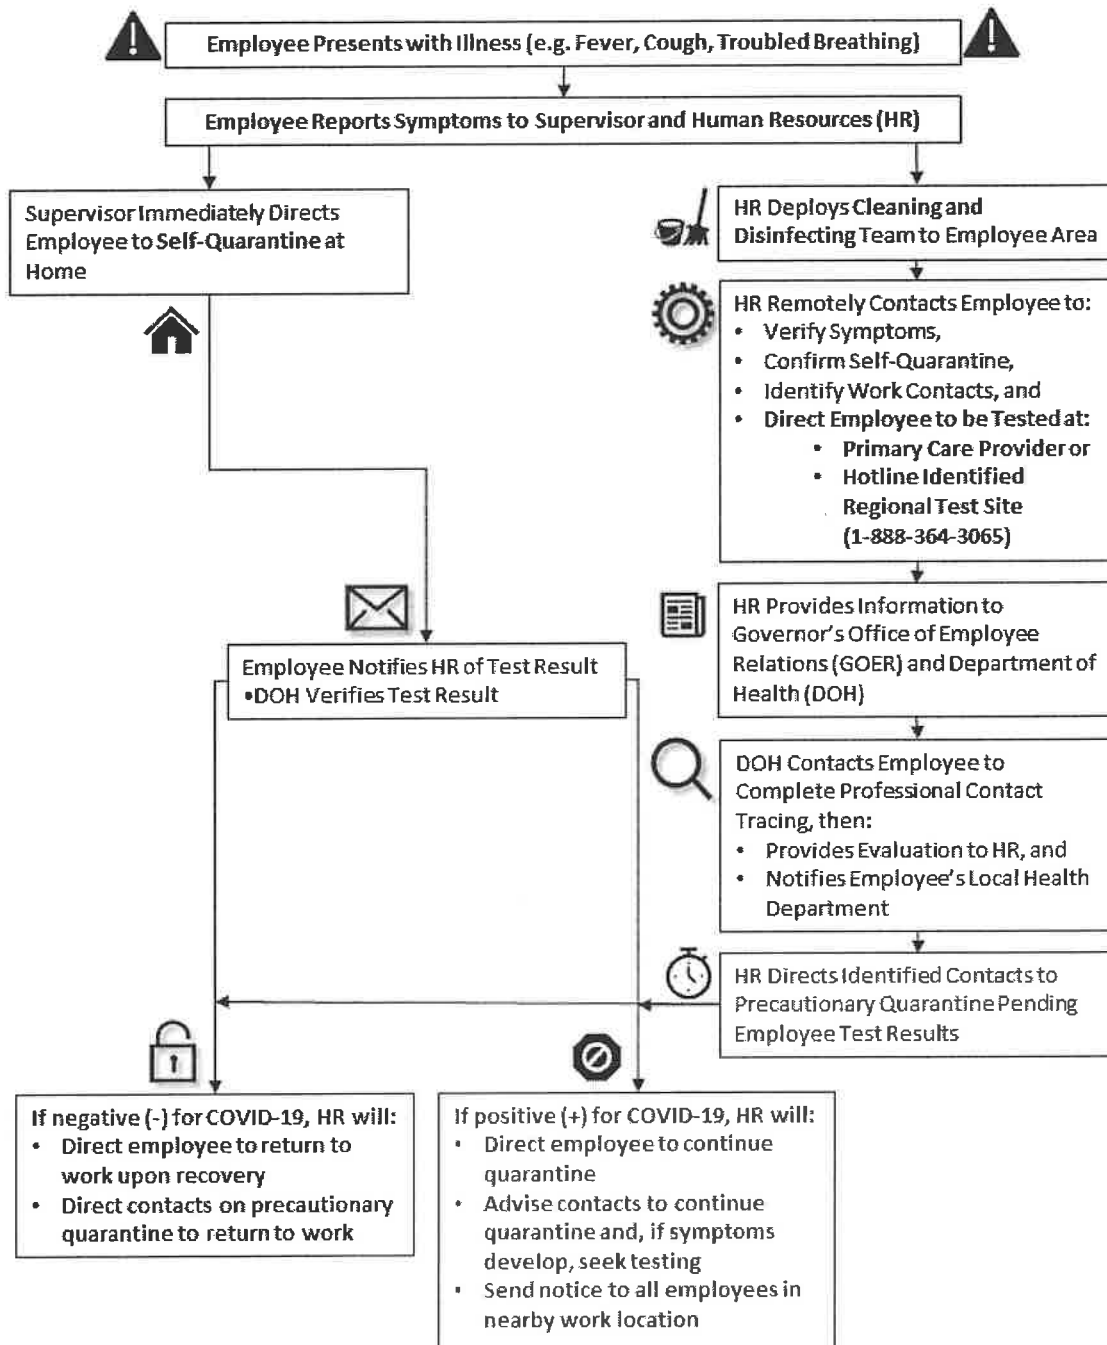 Employee Presents with Illness (e.g. Fever, Cough, Troubled Breathing)
Employee Reports Symptoms to Supervisor and Human Resources (HR)
Supervisor Immediately Directs
Employee to Self-Quarantine at
Home
HR Deploys Cleaning and
Disinfecting Team to Employee Area
HR Remotely Contacts Employee to:
• Verify Symptoms,
• Confirm Self-Quarantine,
• Identify Work Contacts, and
• Direct Employee to be Tested at:
• Primary Care Provider or
• Hotline Identified
Regional Test Site
(1-888-364-3065)
HR Provides Information to
Governor's Office of Employee
Relations (GOER) and Department of
Health (DOH)
Employee Notifies HR of Test Result
•DOH Verifies Test Result
DOH Contacts Employee to
Complete Professional Contact
Tracing, then:
• Provides Evaluation to HR, and
• Notifies Employee's Local Health
Department
HR Directs Identified Contacts to
Precautionary Quarantine Pending
Employee Test Results
If negative (-) for COVID-19, HR will:
• Direct employee to return to
work upon recovery
• Direct contacts on precautionary
quarantine to return to work
If positive (+) for COVID-19, HR will:
• Direct employee to continue
quarantine
• Advise contacts to continue
quarantine and, if symptoms
develop, seek testing
• Send notice to all employees in
nearby work location